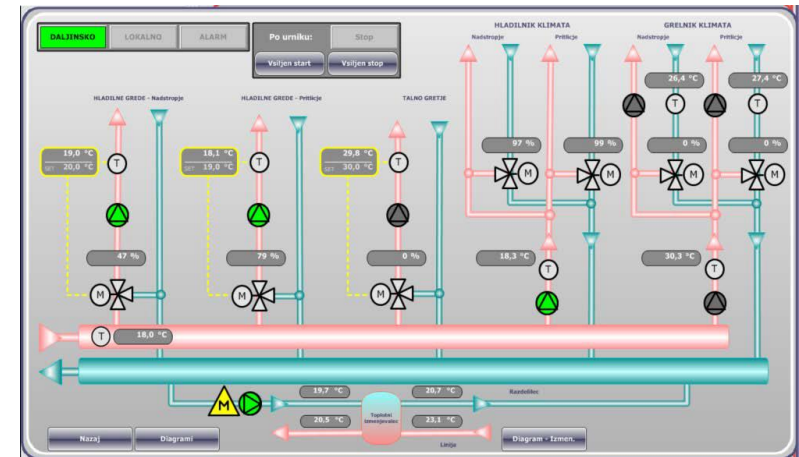 DALJINSKO LOKALNO ALARM
Po urniku: Stop
Vsiljen start Vsiljen stop
HLADILNIK KLIMATA
Nadstropje Pritličje
GRELNIK KLIMATA
Nadstropje Pritličje
26,4 °C 27,4 °C
T T
HLADILNE GREDE - Nadstropje
HLADILNE GREDE - Pritličje
TALNO GRETJE
97 % 99 % 0 % 0 %
M M M M
19,0 °C
SET 20,0 °C
T
18,1 °C
SET 19,0 °C
T
29,8 °C
SET 30,0 °C
T
47 % 79 % 0 %
18,3 °C 30,3 °C
T T
M M M
T 18,0 °C
M
19,7 °C 20,7 °C
Razdelilec
Toplotni
izmenjevalec
20,5 °C 23,1 °C
Linija
Nazaj Diagrami Diagram - Izmen.